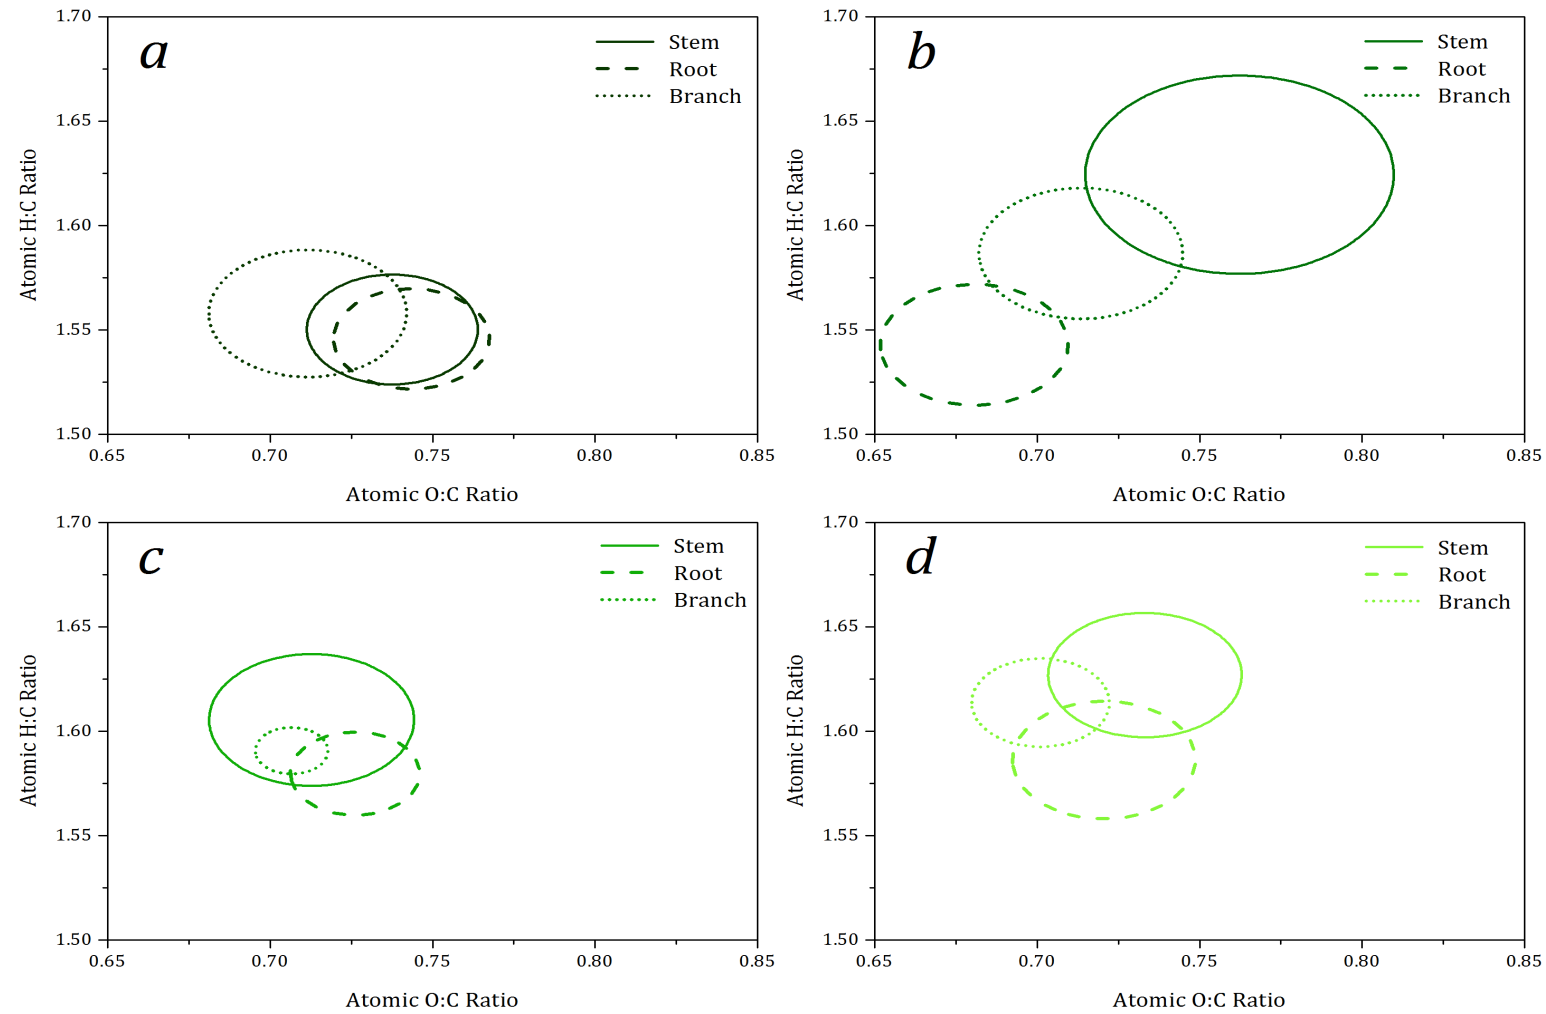 a
Stem
Root
Branch
1.70
1.65
1.60
1.55
1.50
0.65 0.70 0.75 0.80 0.85
Atomic H:C Ratio
Atomic O:C Ratio
b
Stem
Root
Branch
1.70
1.65
1.60
1.55
1.50
0.65 0.70 0.75 0.80 0.85
Atomic H:C Ratio
Atomic O:C Ratio
c
Stem
Root
Branch
1.70
1.65
1.60
1.55
1.50
0.65 0.70 0.75 0.80 0.85
Atomic H:C Ratio
Atomic O:C Ratio
d
Stem
Root
Branch
1.70
1.65
1.60
1.55
1.50
0.65 0.70 0.75 0.80 0.85
Atomic H:C Ratio
Atomic O:C Ratio